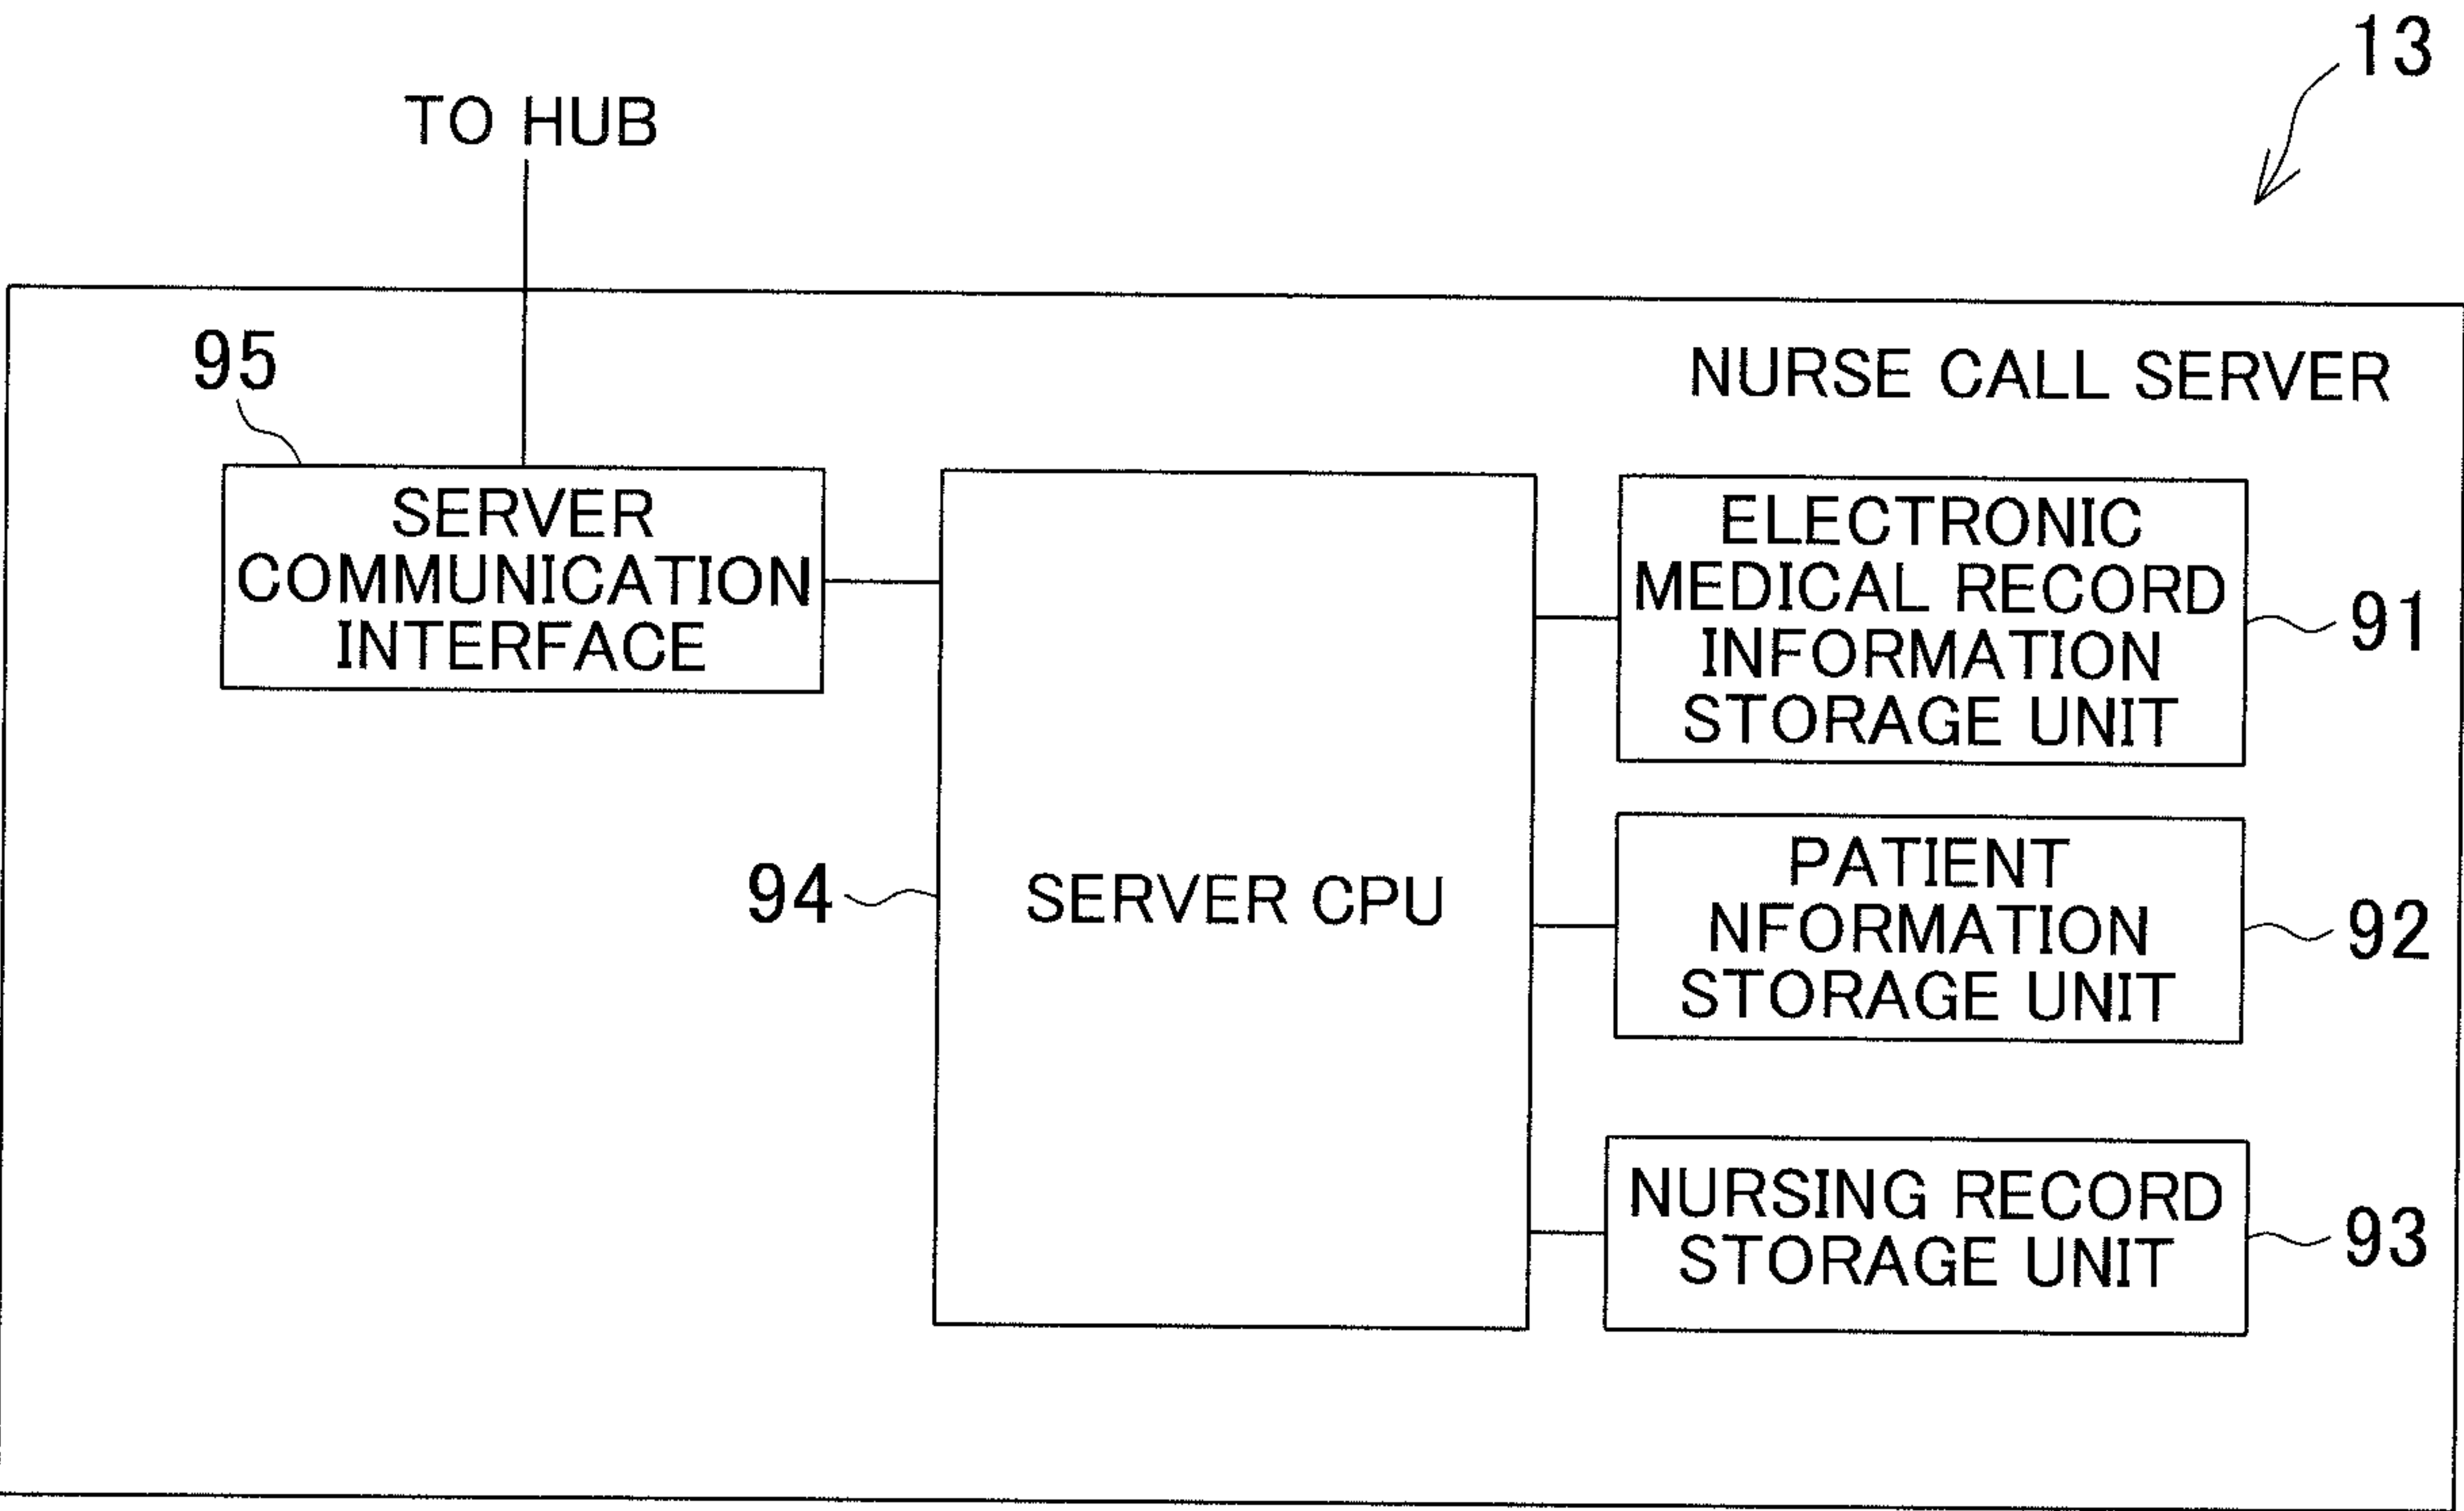 13
TO HUB
NURSE CALL SERVER
95
SERVER
COMMUNICATION
INTERFACE
94
SERVER CPU
ELECTRONIC
MEDICAL RECORD
INFORMATION
STORAGE UNIT
91
PATIENT
NFORMATION
STORAGE UNIT
92
NURSING RECORD
STORAGE UNIT
93